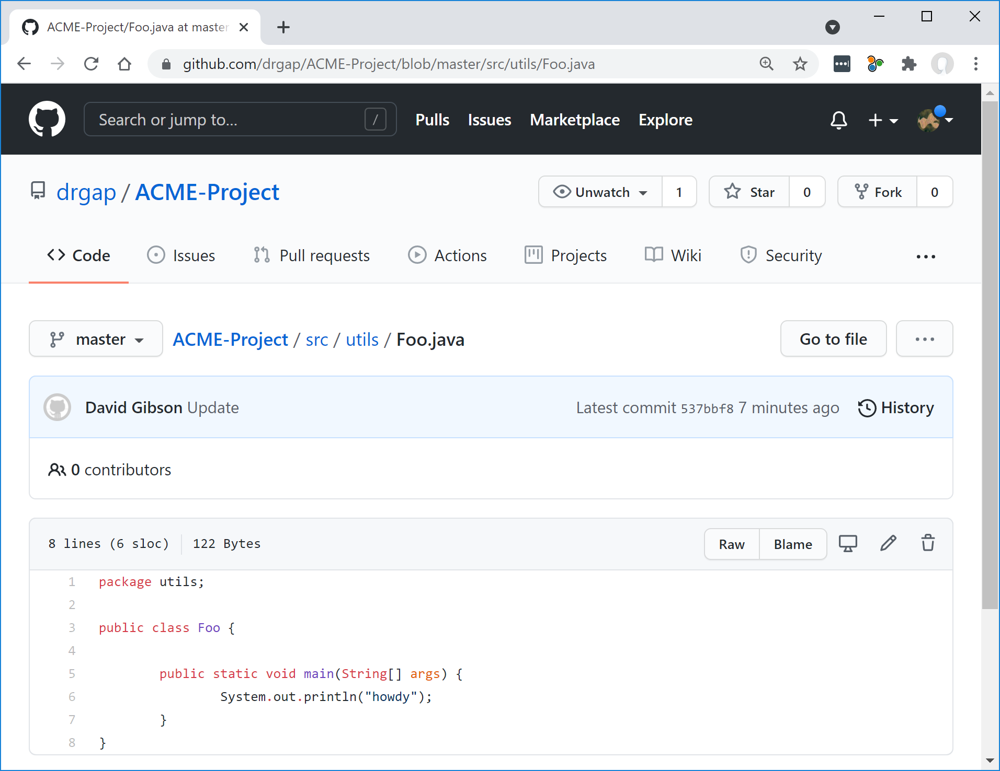 ACME-Project/Foo.java at master
github.com/drgap/ACME-Project/blob/master/src/utils/Foo.java
Search or jump to... / Pulls Issues Marketplace Explore
drgap / ACME-Project Unwatch 1 Star 0 Fork 0
Code Issues Pull requests Actions Projects Wiki Security ...
master ACME-Project / src / utils / Foo.java Go to file ...
David Gibson Update Latest commit 537bbf8 7 minutes ago History
0 contributors
8 lines (6 sloc) 122 Bytes Raw Blame
1 package utils;
2
3 public class Foo {
4
5 public static void main(String[] args) {
6 System.out.println("howdy");
7 }
8 }